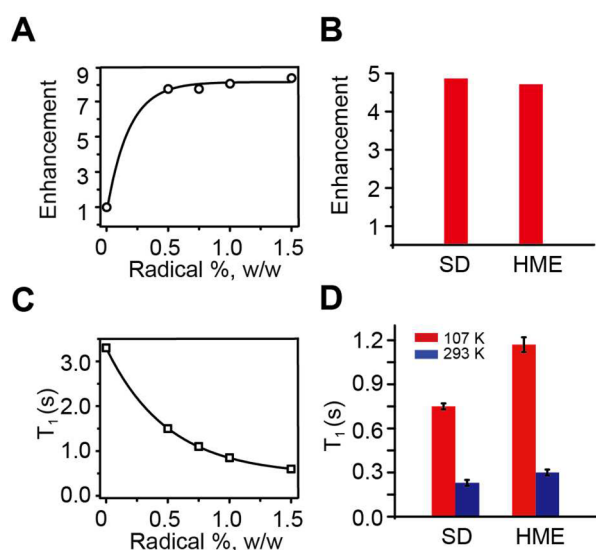 A
Enhancement
9
7
5
3
1
0
0.5
1.0
1.5
Radical %, w/w
B
Enhancement
5
4
3
2
1
SD
HME
C
T1 (s)
3.0
2.0
1.0
0.0
0
0.5
1.0
1.5
Radical %, w/w
D
T1 (s)
1.2
0.9
0.6
0.3
0.0
107 K
293 K
SD
HME